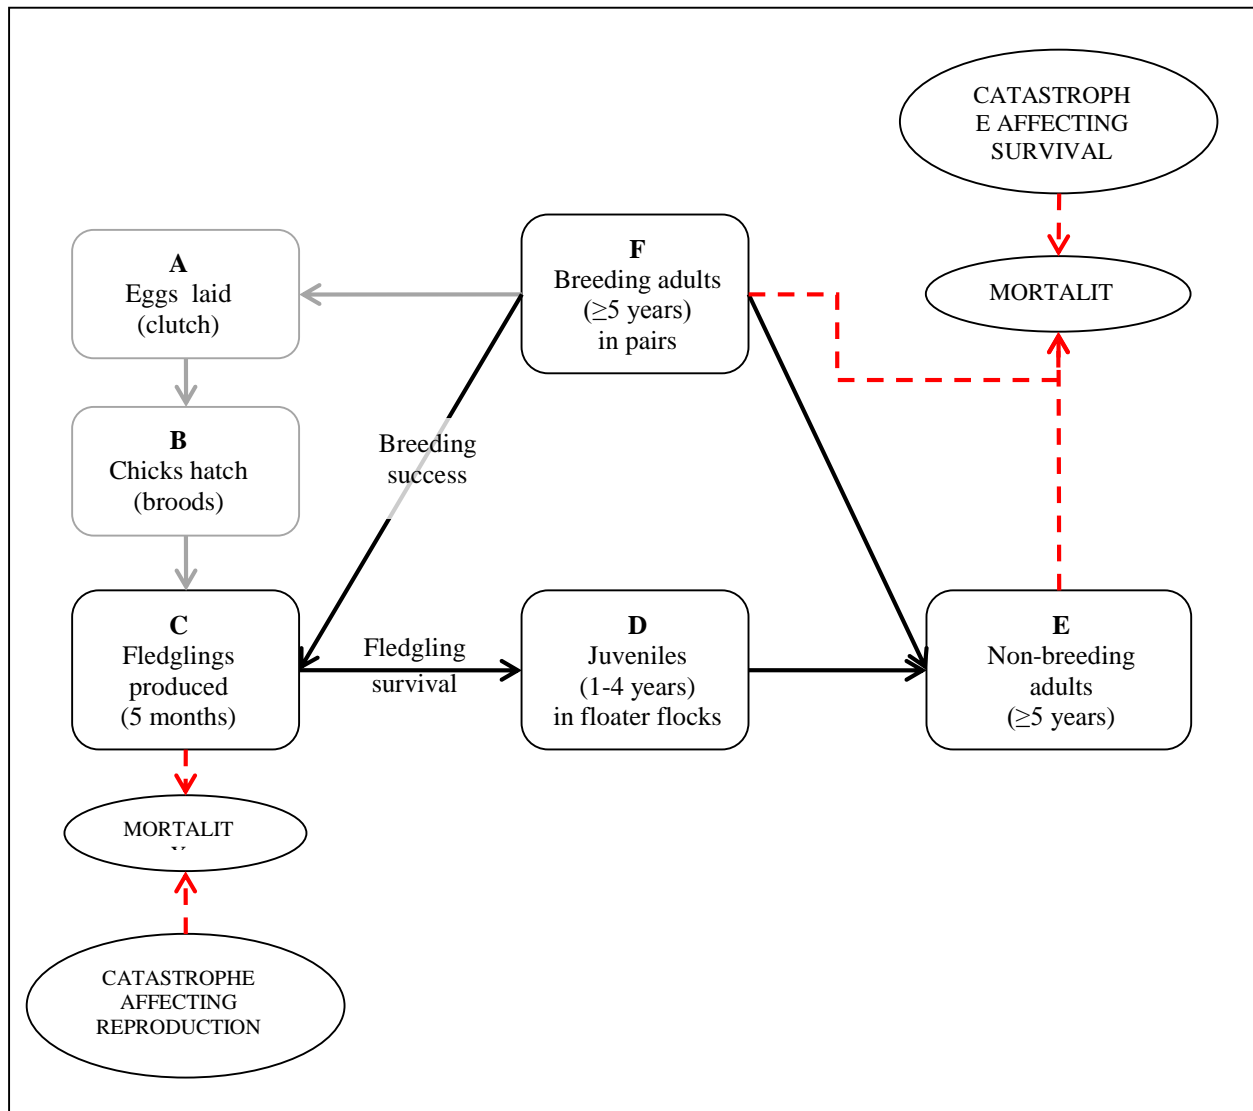 CATASTROPH
E AFFECTING
SURVIVAL
MORTALIT
A
Eggs laid
(clutch)
F
Breeding adults
(≥5 years)
in pairs
B
Chicks hatch
(broods)
Breeding
success
C
Fledglings
produced
(5 months)
Fledgling
survival
D
Juveniles
(1-4 years)
in floater flocks
E
Non-breeding
adults
(≥5 years)
MORTALIT
CATASTROPHE
AFFECTING
REPRODUCTION